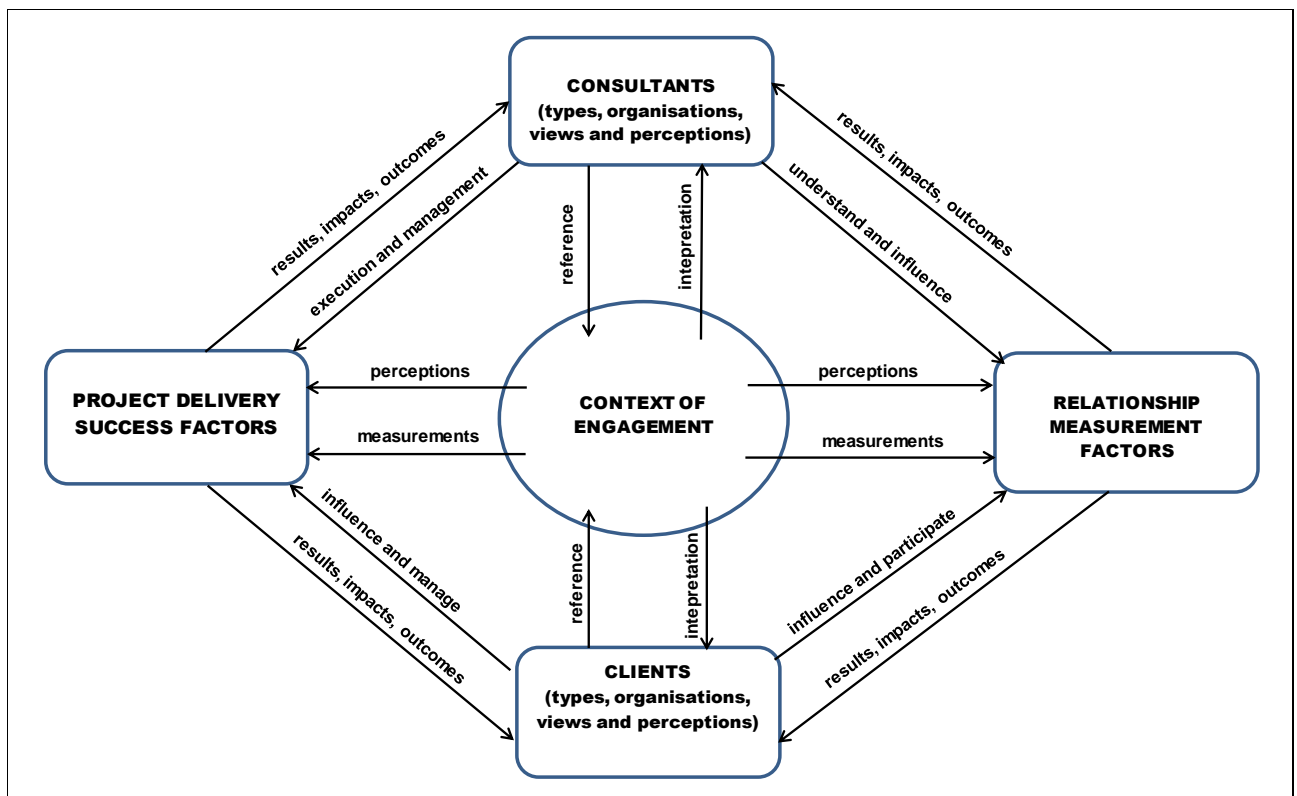 CONSULTANTS
(types, organisations,
views and perceptions)
results, impacts, outcomes
execution and management
reference
intepretation
understand and influence
results, impacts, outcomes
PROJECT DELIVERY
SUCCESS FACTORS
perceptions
measurements
CONTEXT OF
ENGAGEMENT
perceptions
measurements
RELATIONSHIP
MEASUREMENT
FACTORS
results, impacts, outcomes
influence and manage
reference
intepretation
influence and participate
results, impacts, outcomes
CLIENTS
(types, organisations,
views and perceptions)